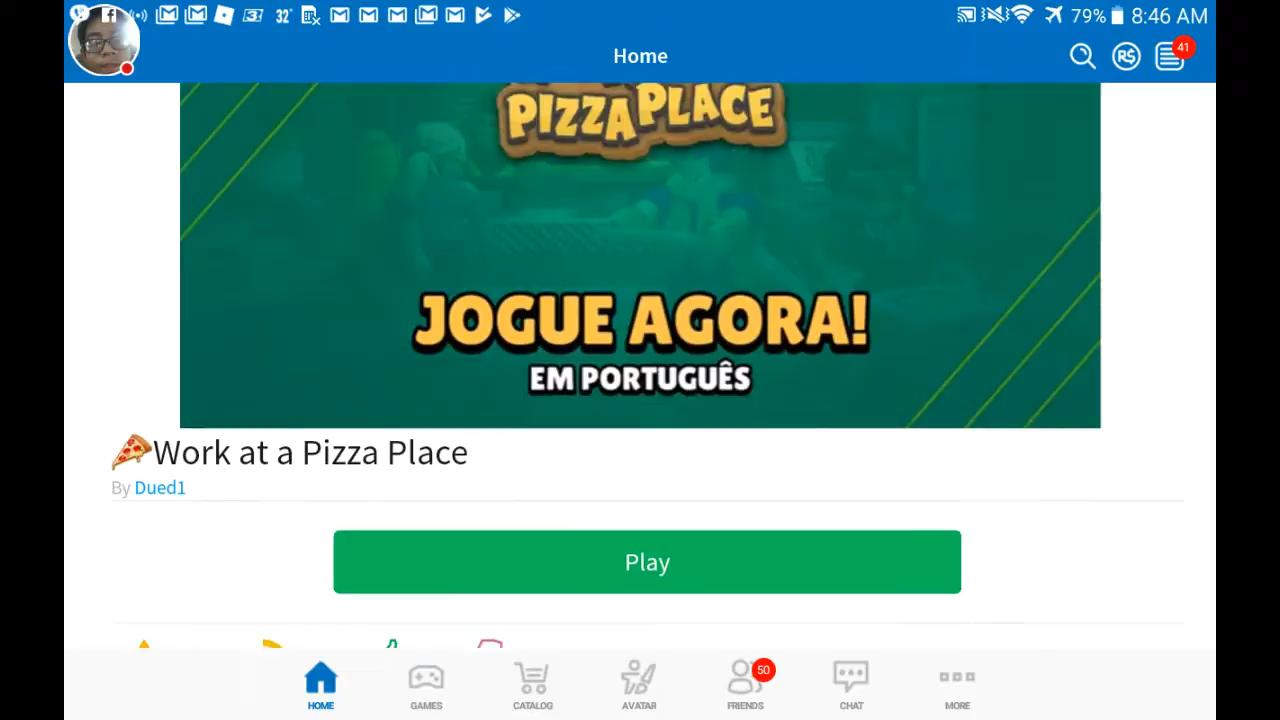 32°
79%
8:46 AM
Home
R$
41
PIZZA PLACE
JOGUE AGORA!
EM PORTUGUÊS
Work at a Pizza Place
By Dued1
Play
50
HOME
GAMES
CATALOG
AVATAR
FRIENDS
CHAT
MORE